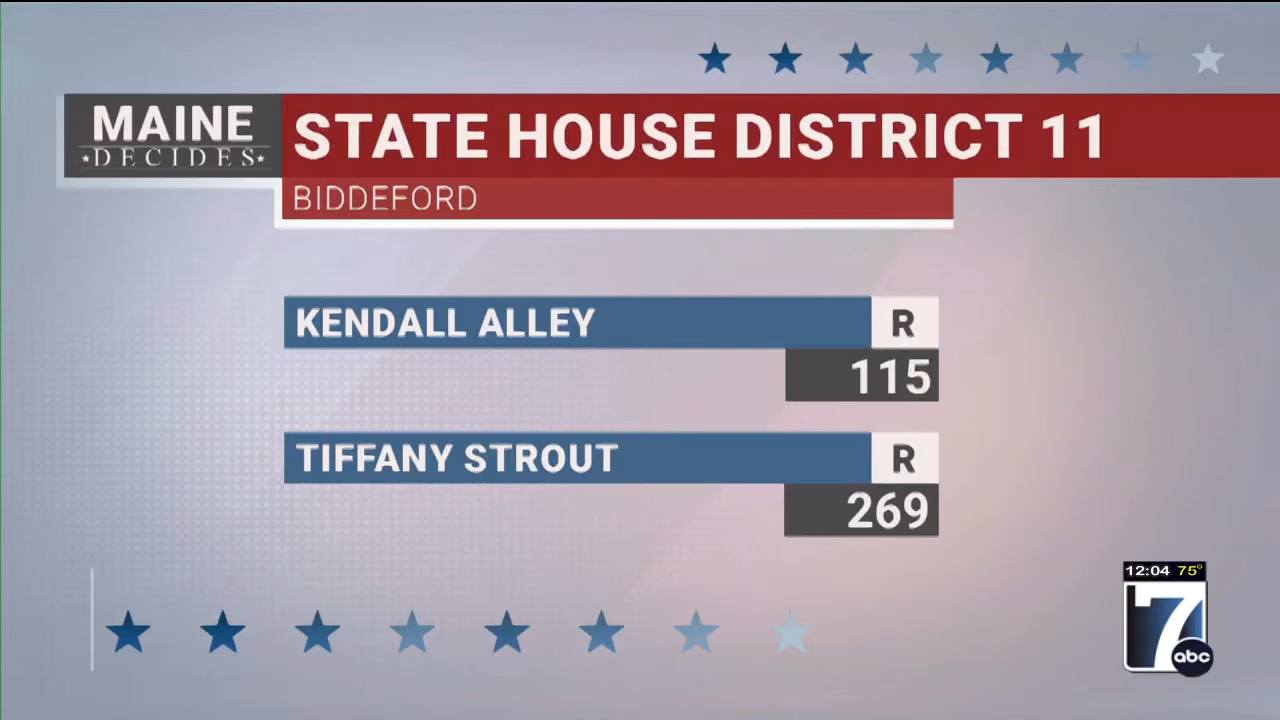 MAINE
DECIDES
STATE HOUSE DISTRICT 11
BIDDEFORD
KENDALL ALLEY R
115
TIFFANY STROUT R
269
12:04 75°
7
abc